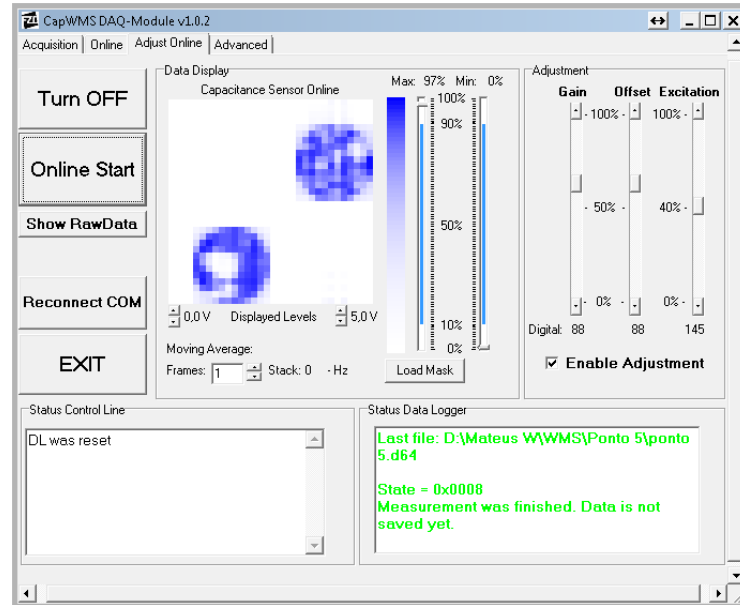 CapWMS DAQ-Module v1.0.2
Acquisition Online Adjust Online Advanced
Turn OFF
Online Start
Show RawData
Reconnect COM
EXIT
Data Display
Capacitance Sensor Online
Max: 97% Min: 0%
100%
90%
50%
10%
0%
0,0 V Displayed Levels 5,0 V
Moving Average:
Frames: 1 Stack: 0 - Hz
Load Mask
Adjustment
Gain Offset Excitation
- 100% - 100% -
- 50% - 40% -
- 0% - 0% -
Digital: 88 88 145
Enable Adjustment
Status Control Line
DL was reset
Status Data Logger
Last file: D:\Mateus W\WMS\Ponto 5\ponto
5.d64
State = 0x0008
Measurement was finished. Data is not
saved yet.